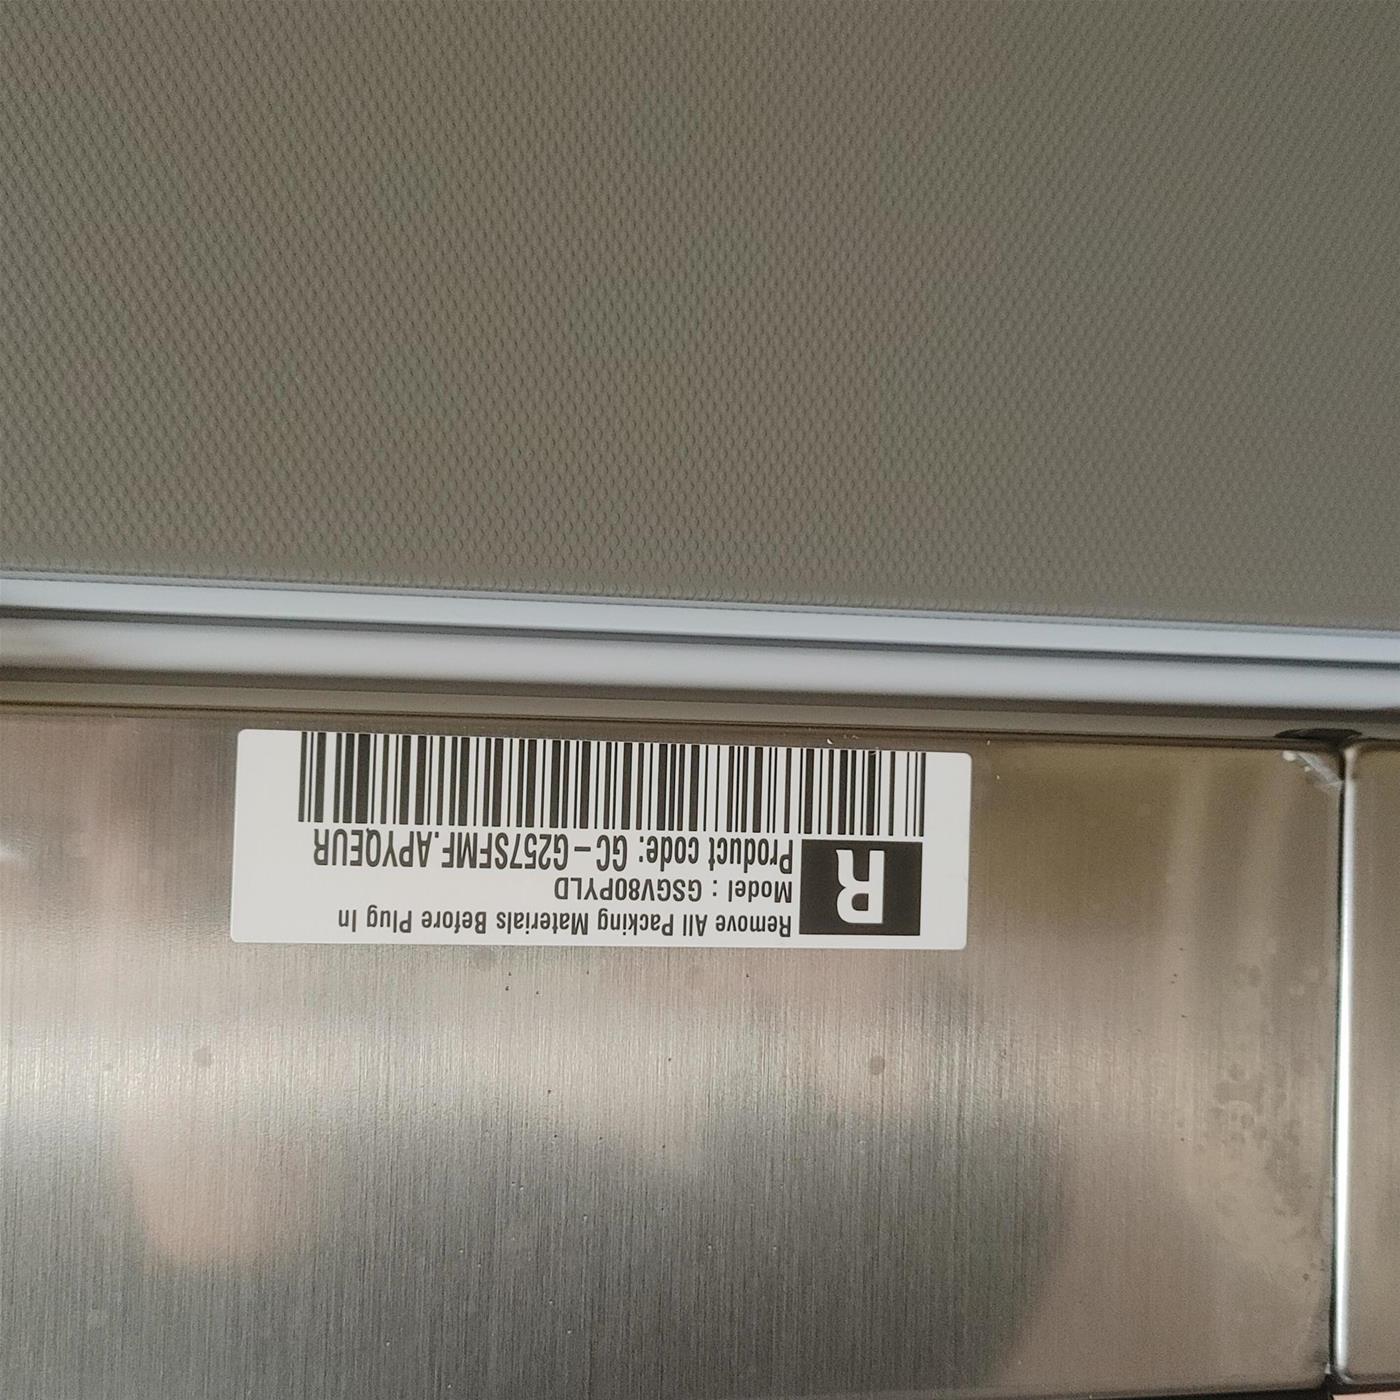 R
Remove All Packing Materials Before Plug In
Model : GSGV80PYLD
Product code: GC-G257SFMF.APYQEUR